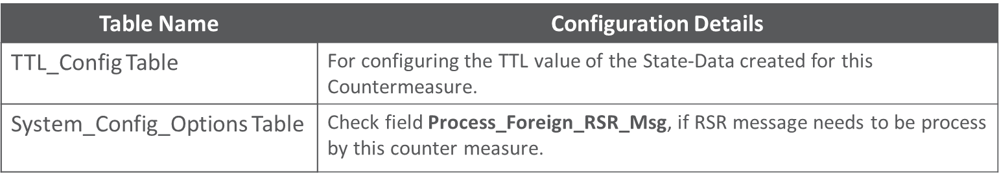 Table Name
Configuration Details
TTL_Config Table
For configuring the TTL value of the State-Data created for this
Countermeasure.
System_Config_Options Table
Check field Process_Foreign_RSR_Msg, if RSR message needs to be process
by this counter measure.